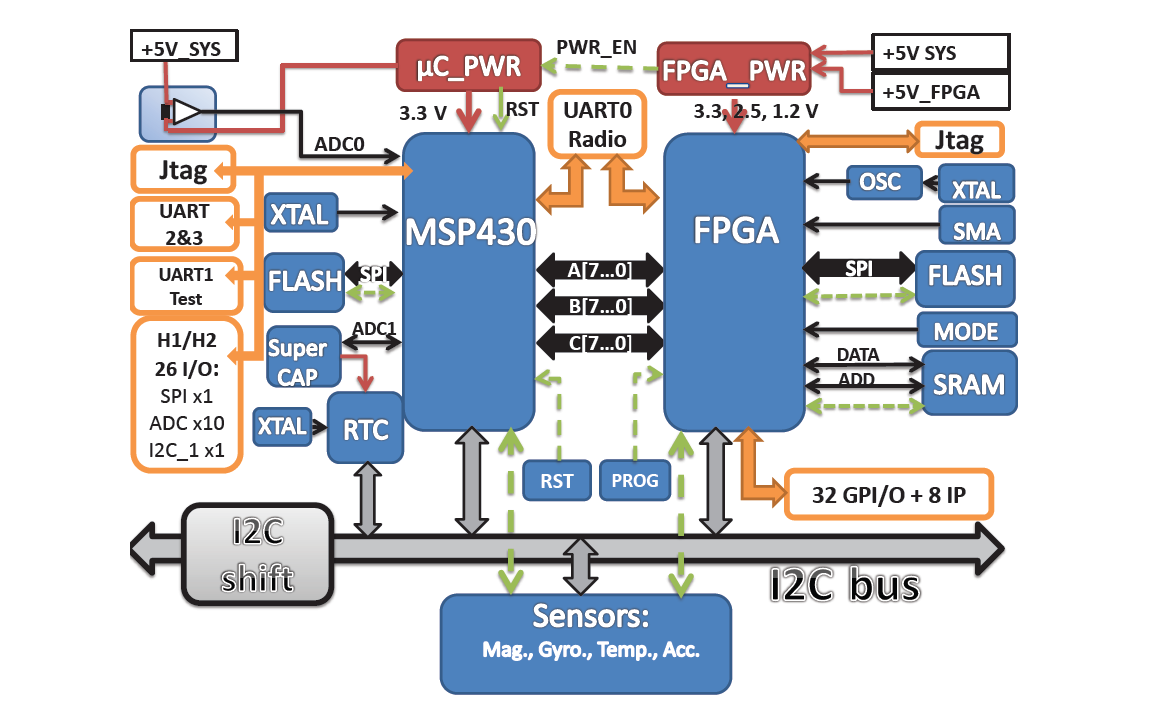 +5V_SYS
µC_PWR
PWR_EN
FPGA_PWR
+5V SYS
+5V_FPGA
3.3 V
RST
UART0
Radio
3.3, 2.5, 1.2 V
ADC0
Jtag
Jtag
XTAL
OSC
XTAL
UART
2&3
MSP430
FPGA
SMA
UART1
Test
FLASH
SPI
A[7...0]
SPI
FLASH
B[7...0]
H1/H2
26 I/O:
SPI x1
ADC x10
I2C_1 x1
Super
CAP
ADC1
C[7...0]
MODE
DATA
ADD
SRAM
XTAL
RTC
RST
PROG
32 GPI/O + 8 IP
I2C
shift
I2C bus
Sensors:
Mag., Gyro., Temp., Acc.